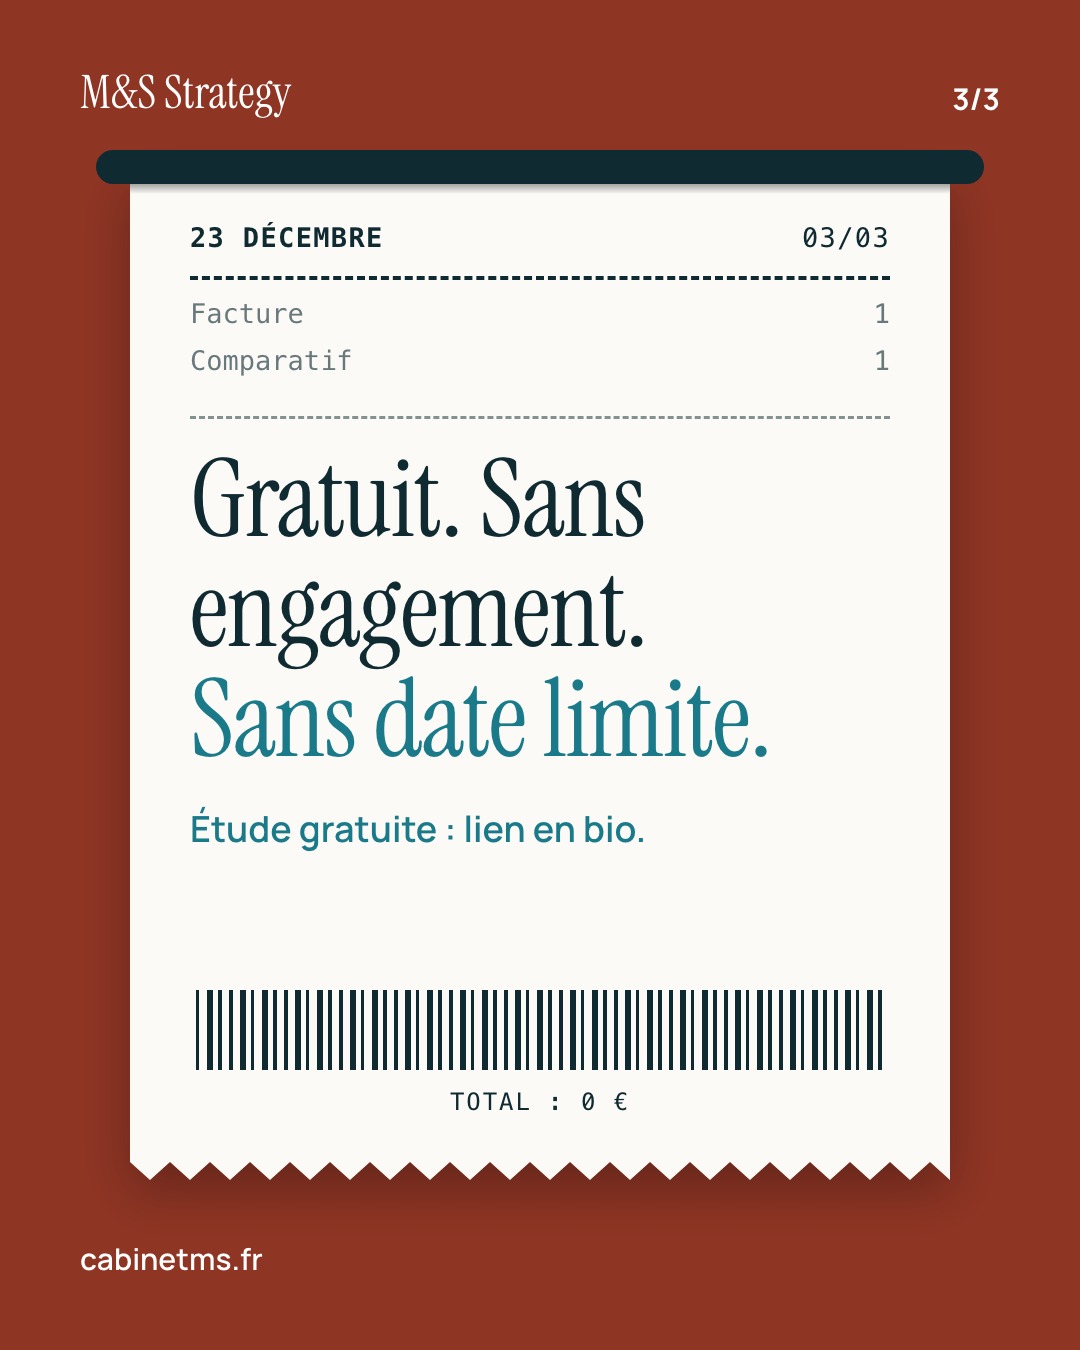 M&S Strategy
3/3
23 DÉCEMBRE 03/03
Facture 1
Comparatif 1
Gratuit. Sans
engagement.
Sans date limite.
Étude gratuite : lien en bio.
TOTAL : 0 €
cabinetms.fr